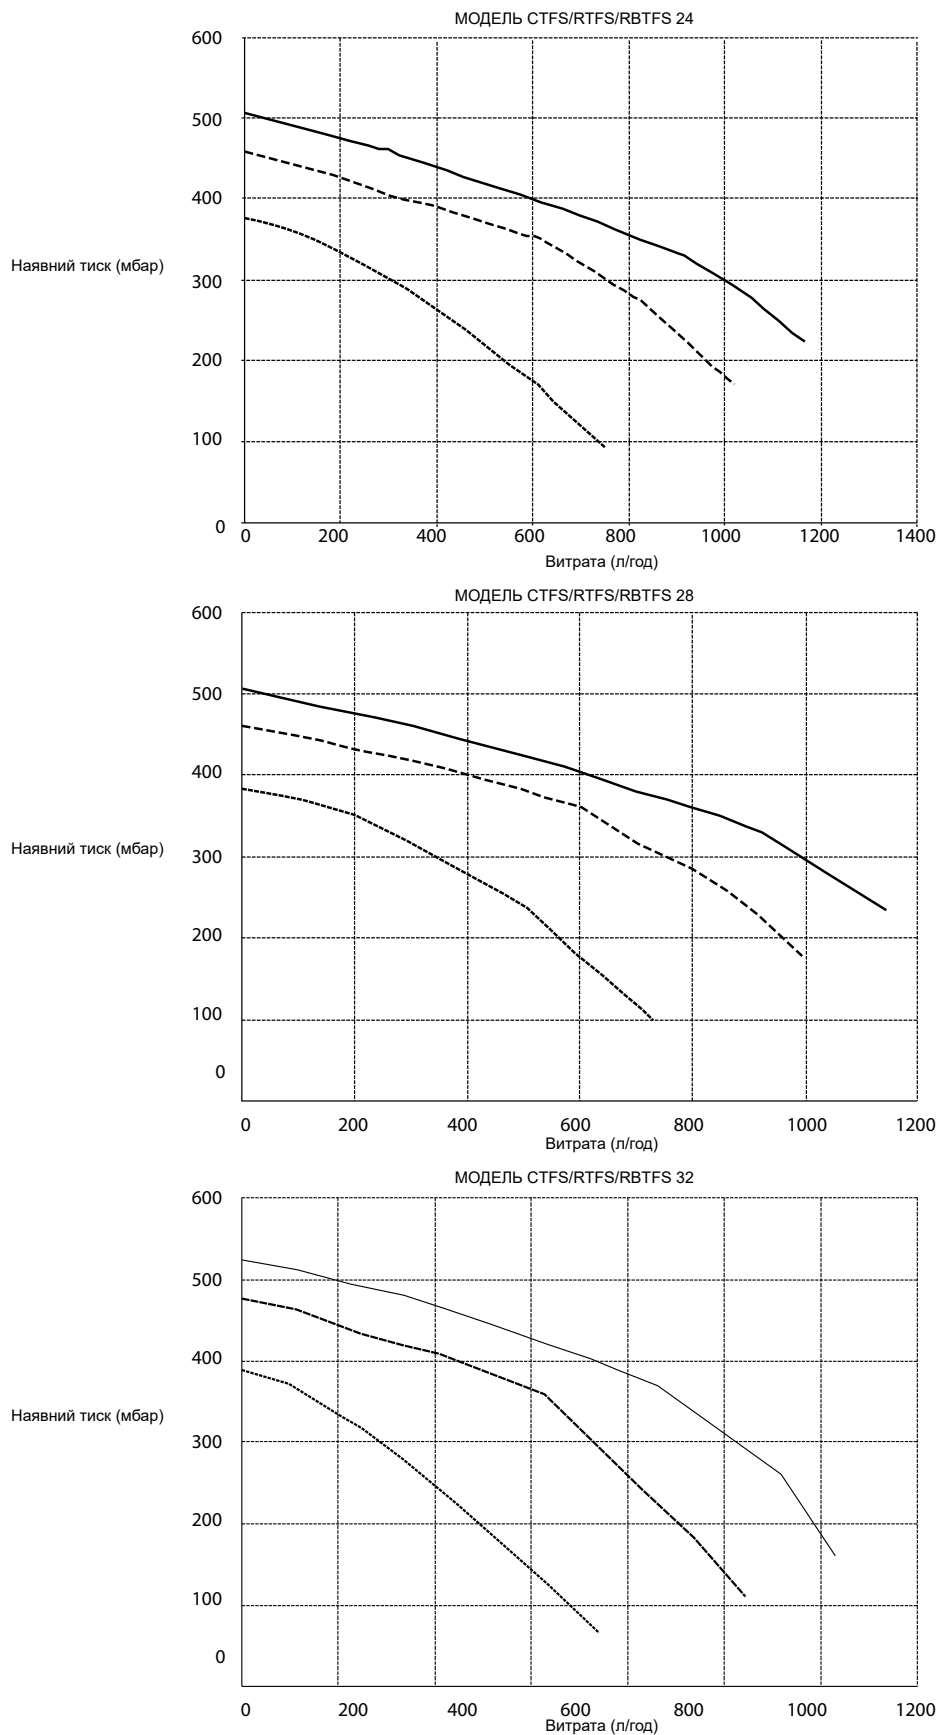 МОДЕЛЬ CTFS/RTFS/RBTFS 24
600
500
400
300
200
100
0
Наявний тиск (мбар)
0 200 400 600 800 1000 1200 1400
Витрата (л/год)
МОДЕЛЬ CTFS/RTFS/RBTFS 28
600
500
400
300
200
100
0
Наявний тиск (мбар)
0 200 400 600 800 1000 1200
Витрата (л/год)
МОДЕЛЬ CTFS/RTFS/RBTFS 32
600
500
400
300
200
100
0
Наявний тиск (мбар)
0 200 400 600 800 1000 1200
Витрата (л/год)